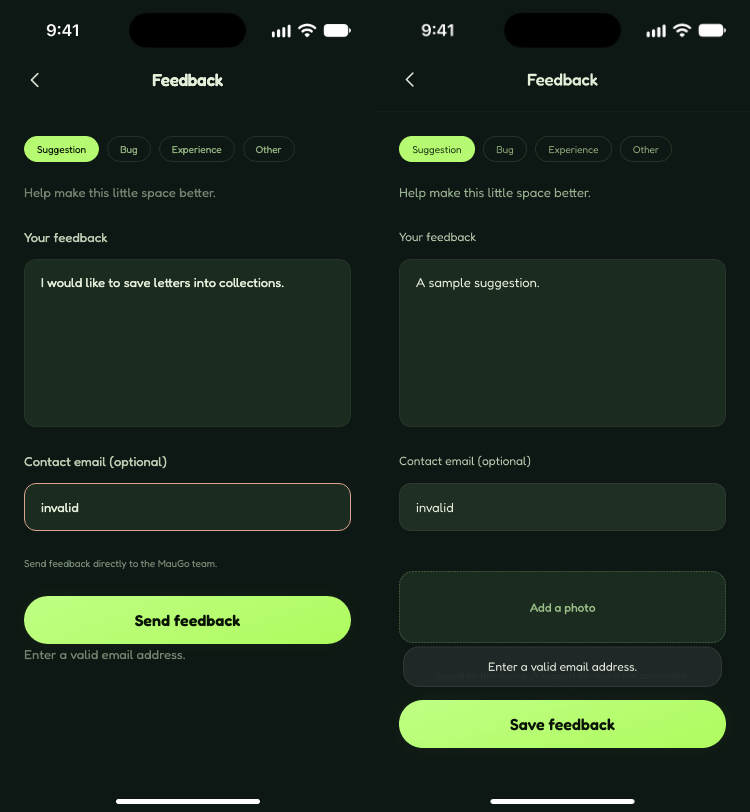 9:41
Feedback
Suggestion Bug Experience Other
Help make this little space better.
Your feedback
I would like to save letters into collections.
Contact email (optional)
invalid
Send feedback directly to the MauGo team.
Send feedback
Enter a valid email address.
9:41
Feedback
Suggestion Bug Experience Other
Help make this little space better.
Your feedback
A sample suggestion.
Contact email (optional)
invalid
Add a photo
Enter a valid email address.
Save feedback